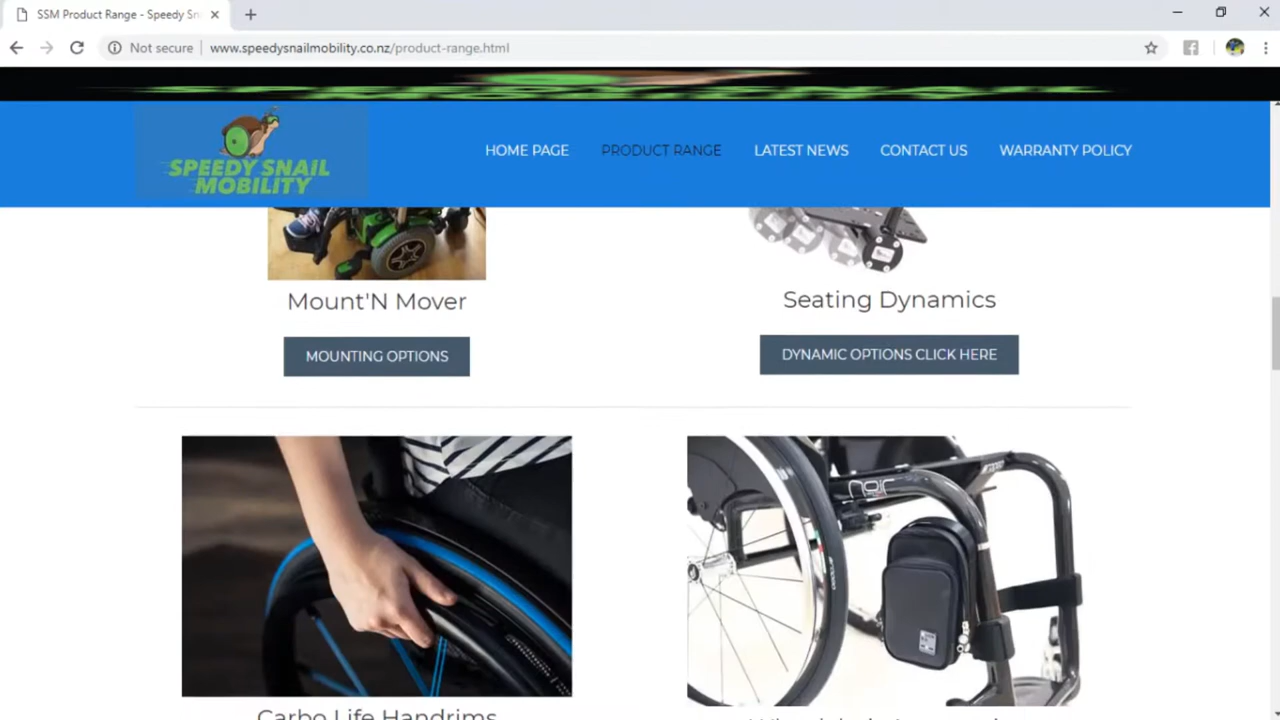 SSM Product Range - Speedy Sn
Not secure
www.speedysnailmobility.co.nz/product-range.html
SPEEDY SNAIL
MOBILITY
HOME PAGE
PRODUCT RANGE
LATEST NEWS
CONTACT US
WARRANTY POLICY
Mount'N Mover
Seating Dynamics
MOUNTING OPTIONS
DYNAMIC OPTIONS CLICK HERE
noir
Carbo Life Handrims